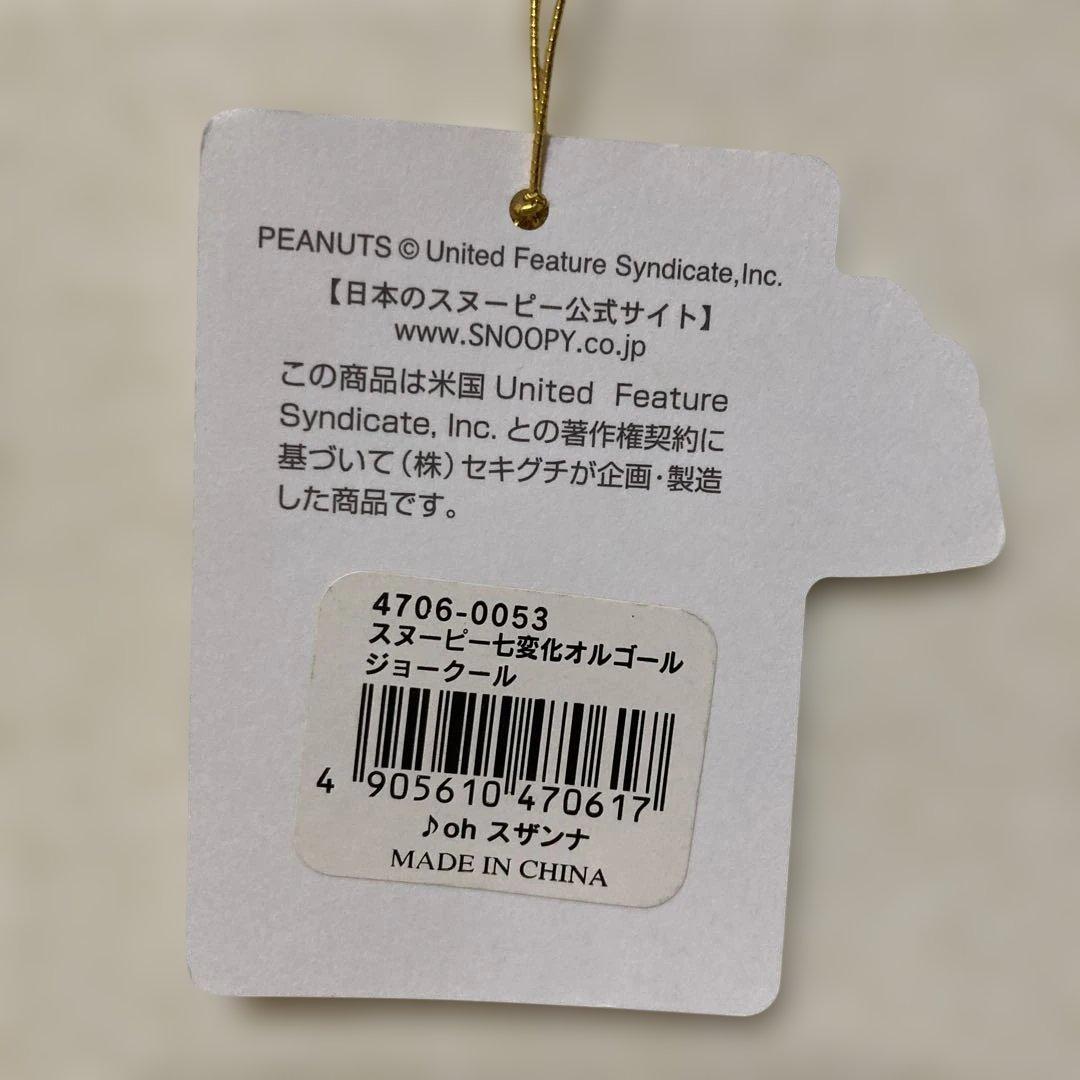 PEANUTS © United Feature Syndicate,Inc.
【日本のスヌーピー公式サイト】
www.SNOOPY.co.jp
この商品は米国 United Feature
Syndicate, Inc. との著作権契約に
基づいて（株）セキグチが企画・製造
した商品です。
4706-0053
スヌーピー七変化オルゴール
ジョークール
4 905610 470617
♪oh スザンナ
MADE IN CHINA